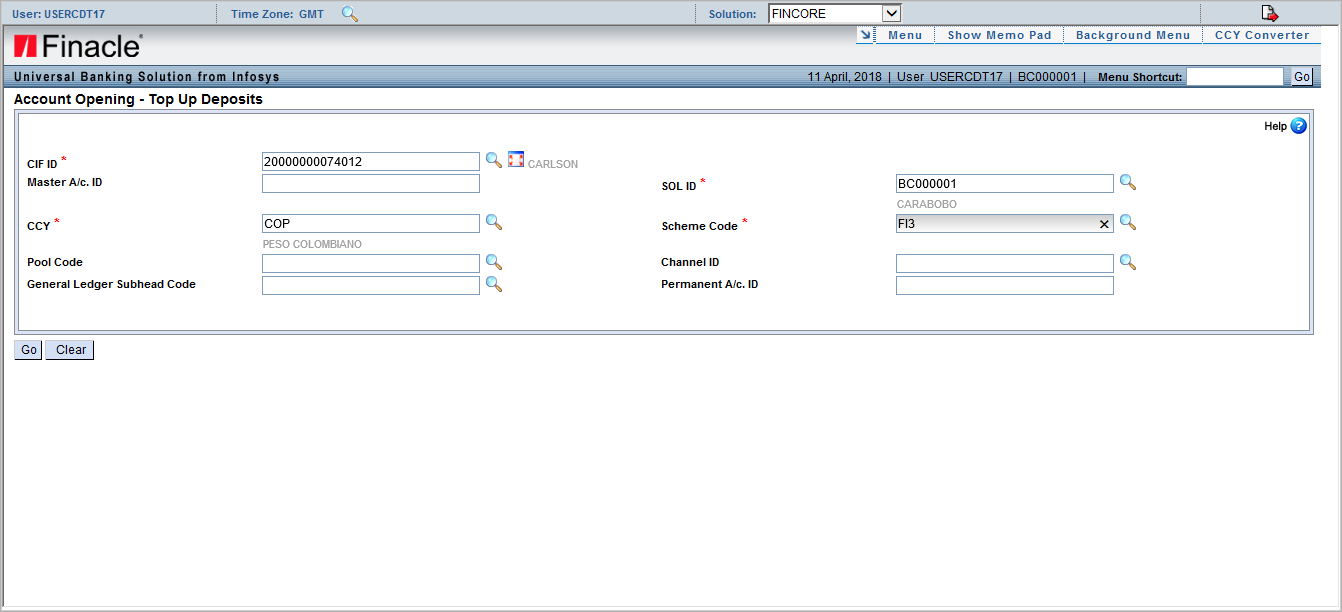 User: USERCDT17 Time Zone: GMT Solution: FINCORE
Menu Show Memo Pad Background Menu CCY Converter
Finacle
Universal Banking Solution from Infosys 11 April, 2018 | User USERCDT17 | BC000001 | Menu Shortcut: Go
Account Opening - Top Up Deposits
Help ?
CIF ID * 20000000074012 CARLSON
Master A/c. ID SOL ID * BC000001
CARABOBO
CCY * COP Scheme Code * FI3
PESO COLOMBIANO
Pool Code Channel ID
General Ledger Subhead Code Permanent A/c. ID
Go Clear